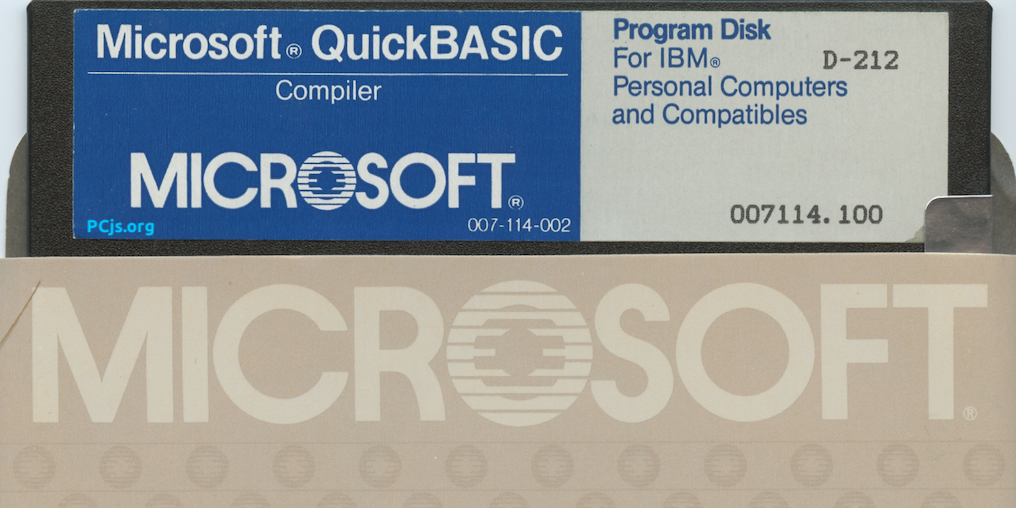 Microsoft® QuickBASIC
Compiler
MICROSOFT®
PCjs.org
007-114-002
Program Disk
For IBM® D-212
Personal Computers
and Compatibles
007114.100
MICROSOFT®